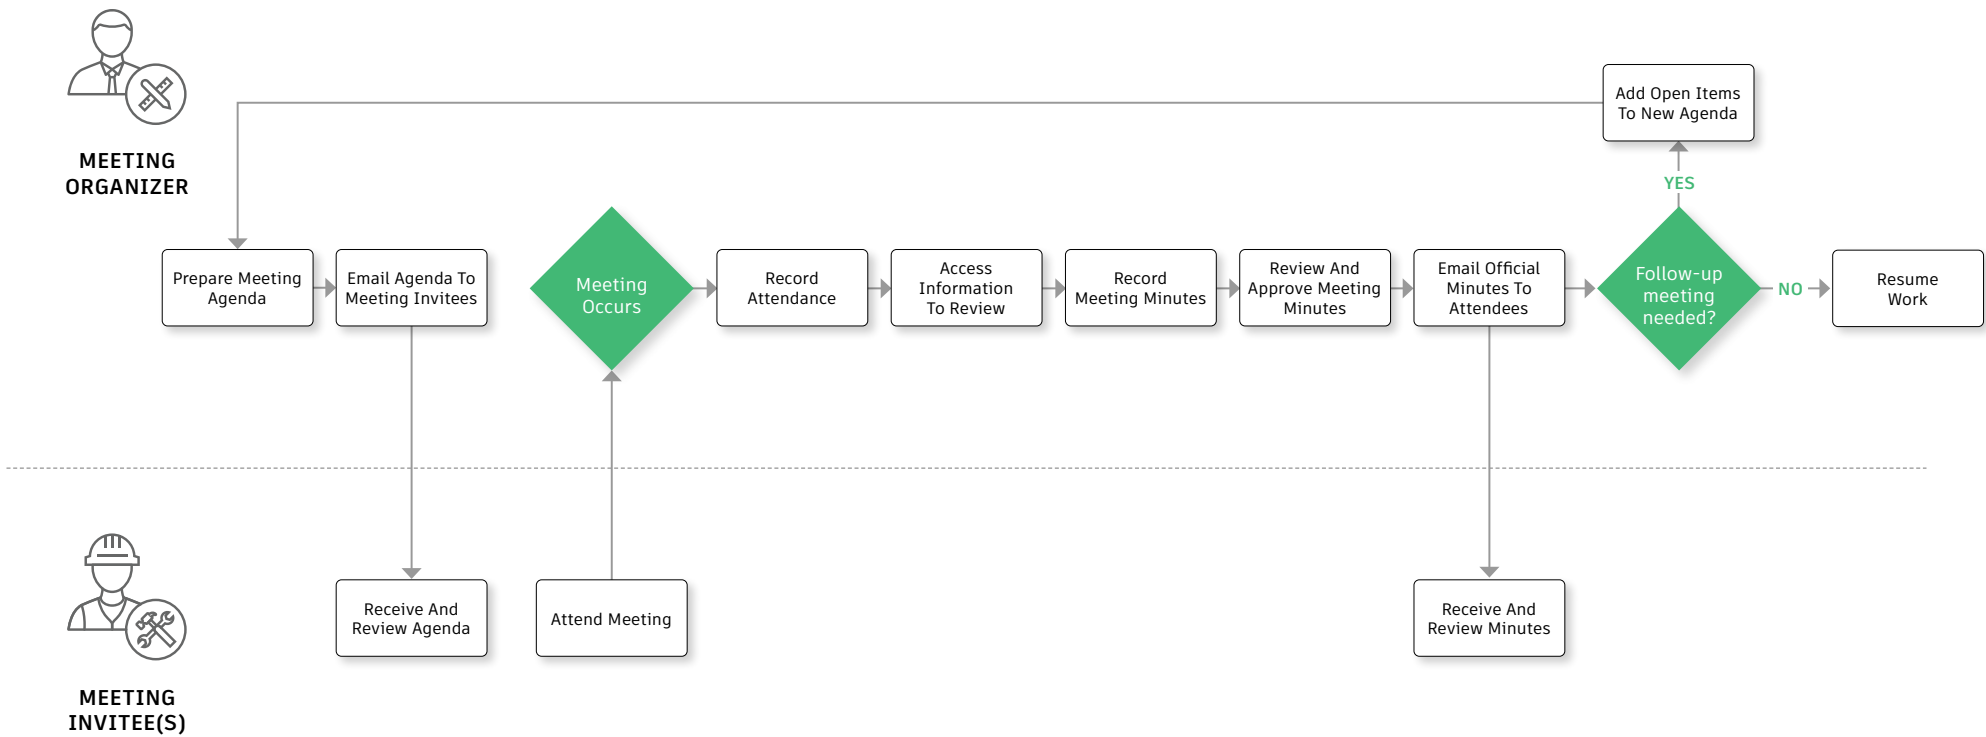 MEETING
ORGANIZER
Add Open Items
To New Agenda
YES
Prepare Meeting
Agenda
Email Agenda To
Meeting Invitees
Meeting
Occurs
Record
Attendance
Access
Information
To Review
Record
Meeting Minutes
Review And
Approve Meeting
Minutes
Email Official
Minutes To
Attendees
Follow-up
meeting
needed?
NO
Resume
Work
MEETING
INVITEE(S)
Receive And
Review Agenda
Attend Meeting
Receive And
Review Minutes